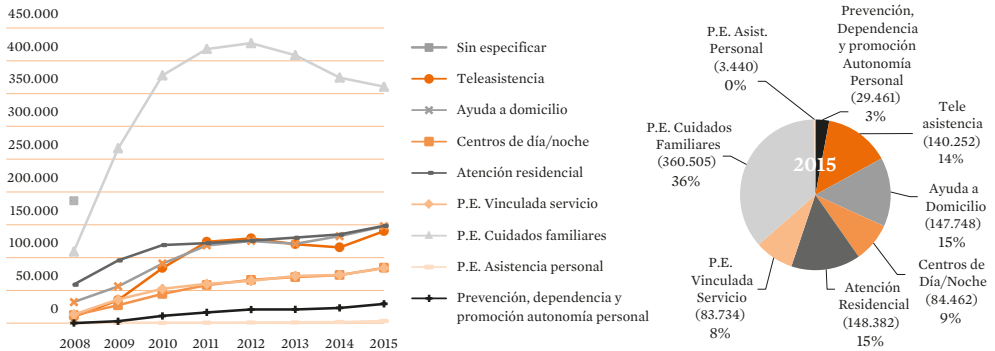 450.000
400.000
350.000
300.000
250.000
200.000
150.000
100.000
50.000
0
2008 2009 2010 2011 2012 2013 2014 2015
Sin especificar
Teleasistencia
Ayuda a domicilio
Centros de día/noche
Atención residencial
P.E. Vinculada servicio
P.E. Cuidados familiares
P.E. Asistencia personal
Prevención, dependencia y
promoción autonomía personal
P.E. Asist.
Personal
(3.440)
0%
Prevención,
Dependencia
y promoción
Autonomía
Personal
(29.461)
3%
Tele
asistencia
(140.252)
14%
Ayuda a
Domicilio
(147.748)
15%
Centros de
Día/Noche
(84.462)
9%
Atención
Residencial
(148.382)
15%
P.E.
Vinculada
Servicio
(83.734)
8%
P.E. Cuidados
Familiares
(360.505)
36%
2015